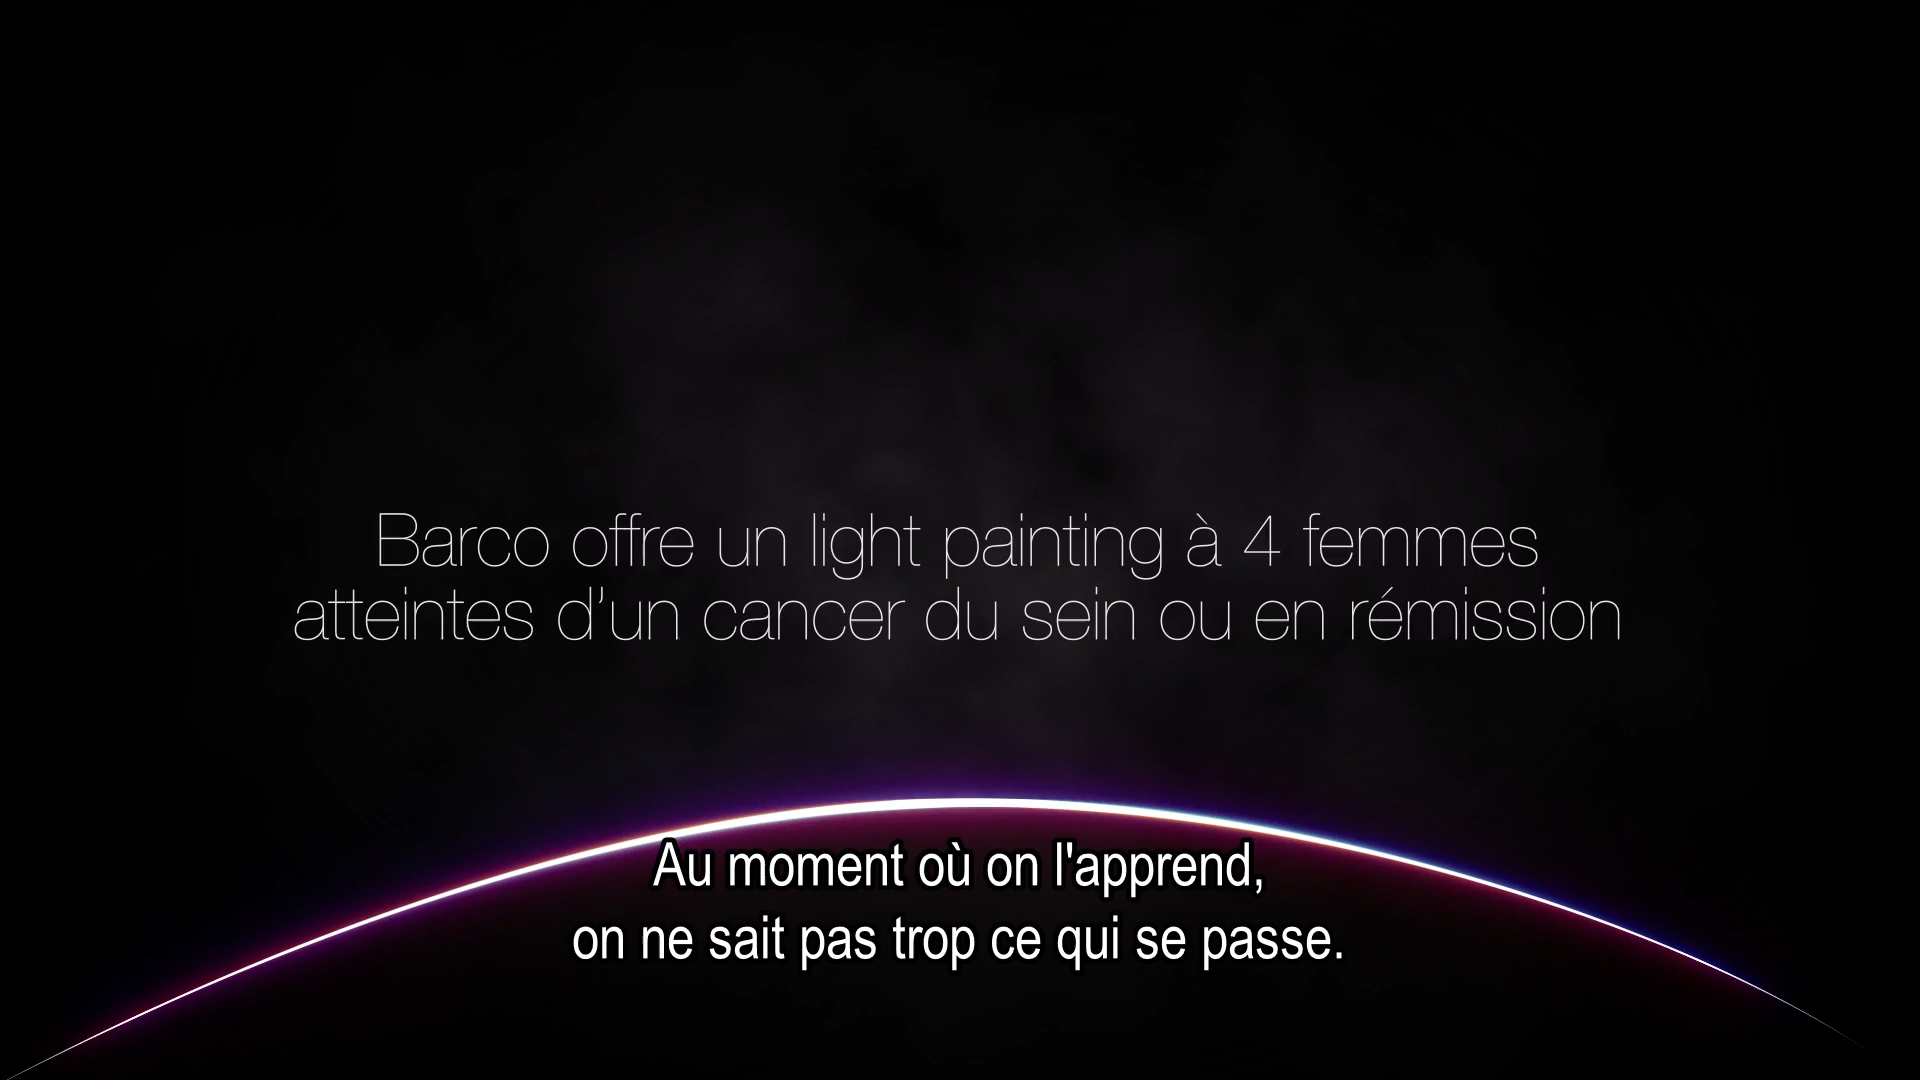 Barco offre un light painting à 4 femmes
atteintes d’un cancer du sein ou en rémission
Au moment où on l'apprend,
on ne sait pas trop ce qui se passe.